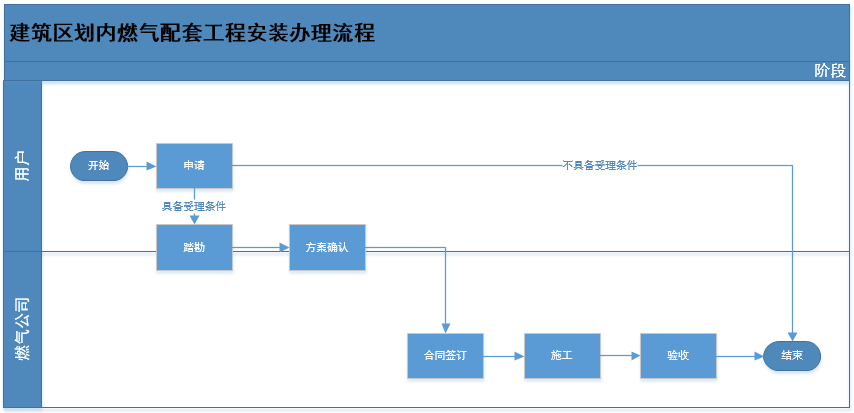 建筑区划内燃气配套工程安装办理流程
阶段
用户
开始
申请
不具备受理条件
具备受理条件
踏勘
方案确认
燃气公司
合同签订
施工
验收
结束